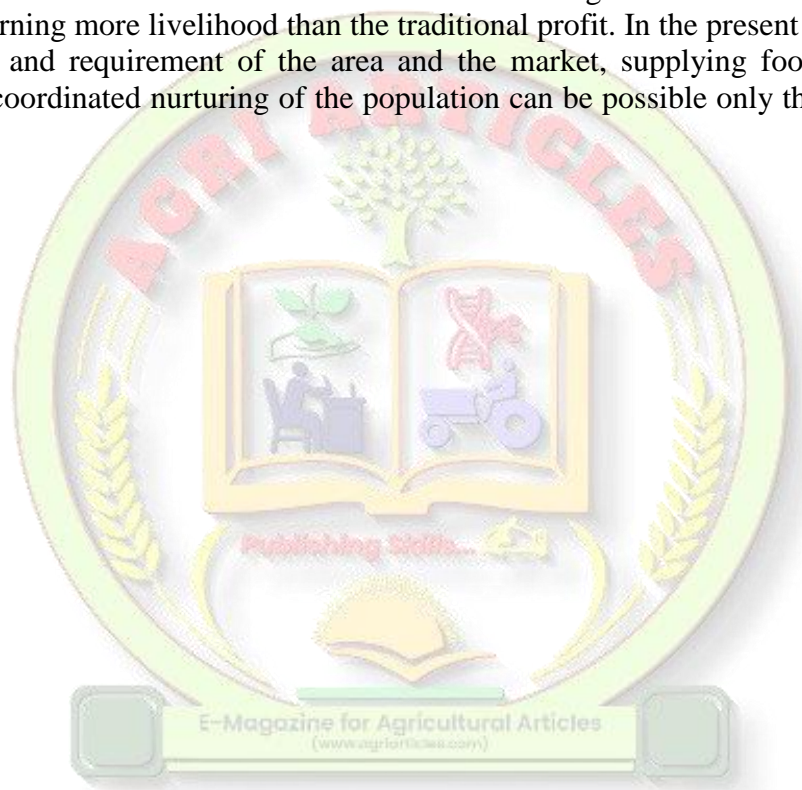 rning more livelihood than the traditional profit. In the present
and requirement of the area and the market, supplying foo
coordinated nurturing of the population can be possible only th
AGRI ARTICLES
Publishing Skills...
E-Magazine for Agricultural Articles
(www.agriarticles.com)